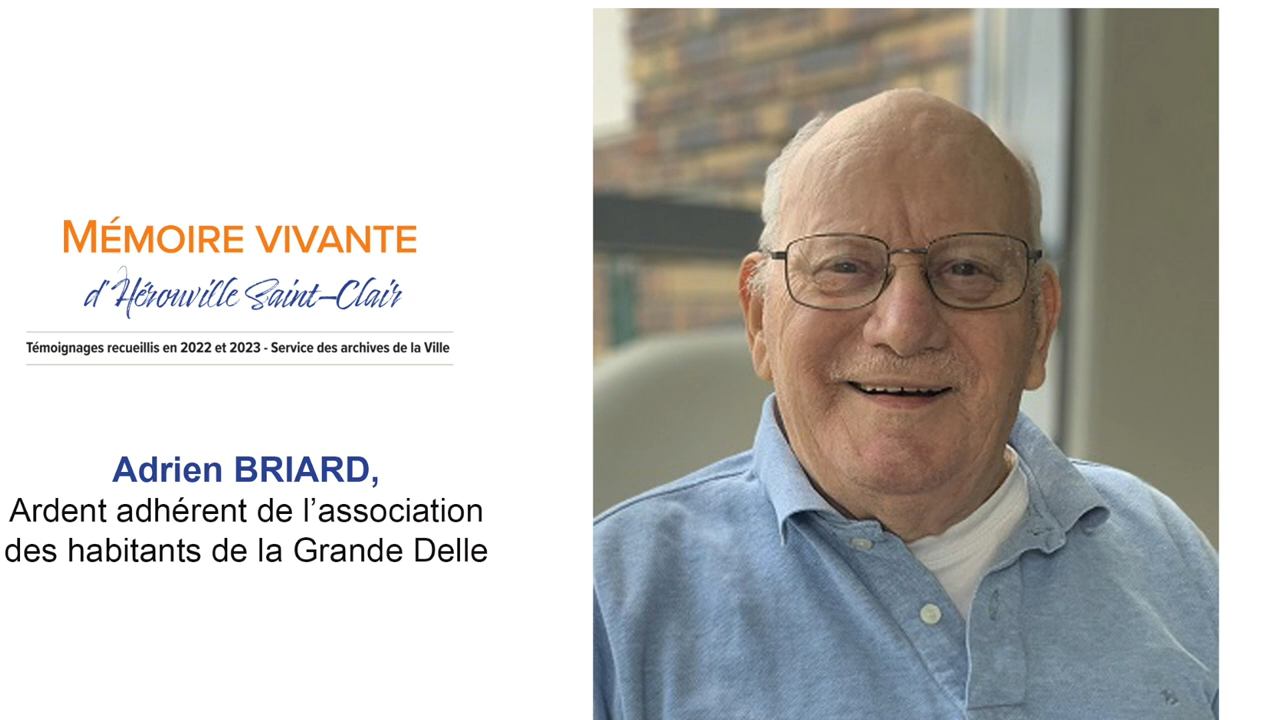 MÉMOIRE VIVANTE
d'Hérouville Saint-Clair
Témoignages recueillis en 2022 et 2023 - Service des archives de la Ville
Adrien BRIARD,
Ardent adhérent de l’association
des habitants de la Grande Delle